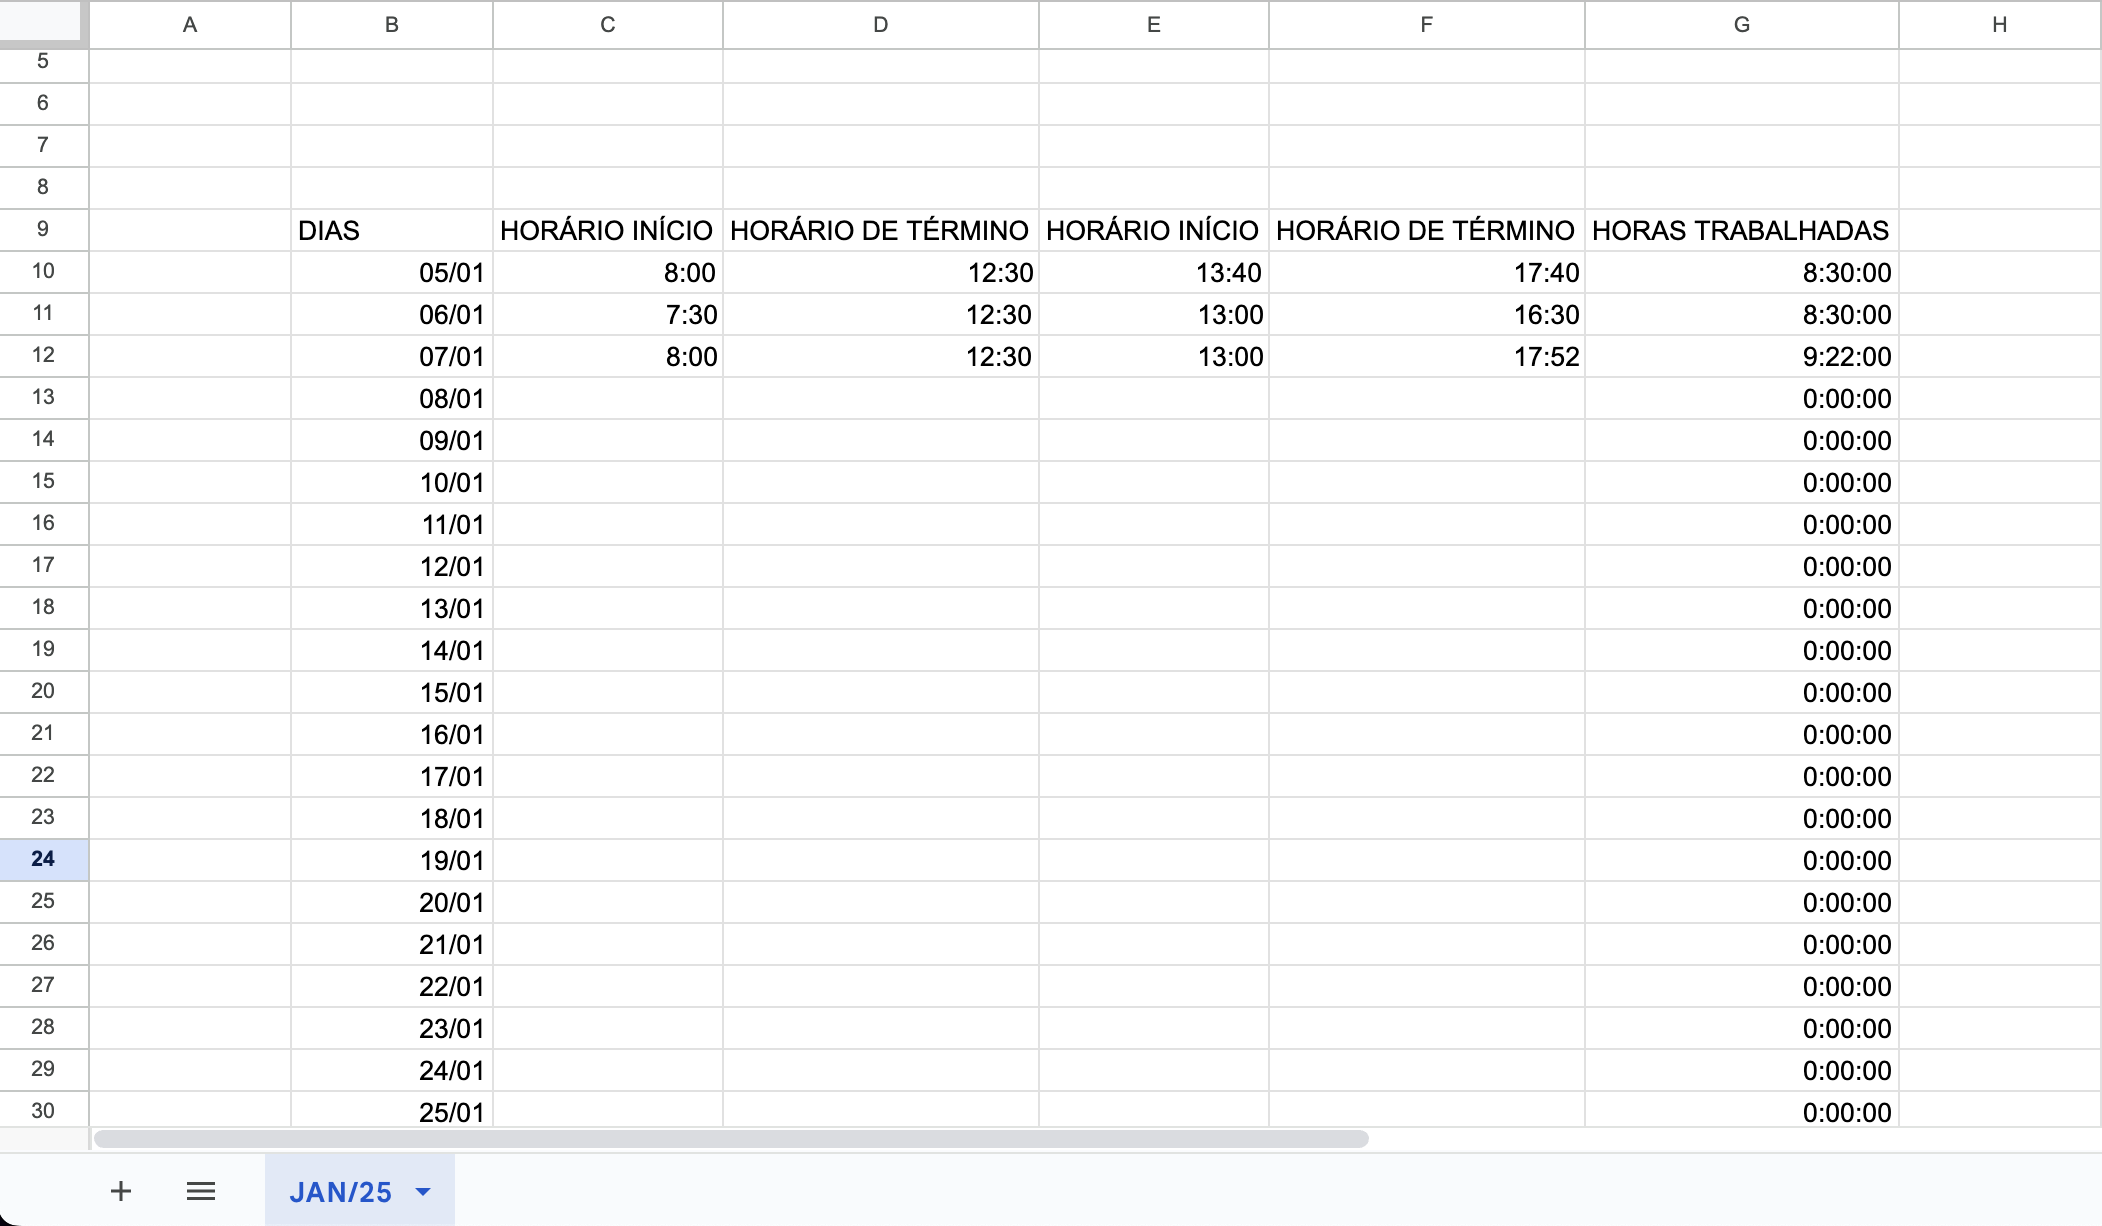 A B C D E F G H
5
6
7
8
9 DIAS HORÁRIO INÍCIO HORÁRIO DE TÉRMINO HORÁRIO INÍCIO HORÁRIO DE TÉRMINO HORAS TRABALHADAS
10 05/01 8:00 12:30 13:40 17:40 8:30:00
11 06/01 7:30 12:30 13:00 16:30 8:30:00
12 07/01 8:00 12:30 13:00 17:52 9:22:00
13 08/01 0:00:00
14 09/01 0:00:00
15 10/01 0:00:00
16 11/01 0:00:00
17 12/01 0:00:00
18 13/01 0:00:00
19 14/01 0:00:00
20 15/01 0:00:00
21 16/01 0:00:00
22 17/01 0:00:00
23 18/01 0:00:00
24 19/01 0:00:00
25 20/01 0:00:00
26 21/01 0:00:00
27 22/01 0:00:00
28 23/01 0:00:00
29 24/01 0:00:00
30 25/01 0:00:00
JAN/25